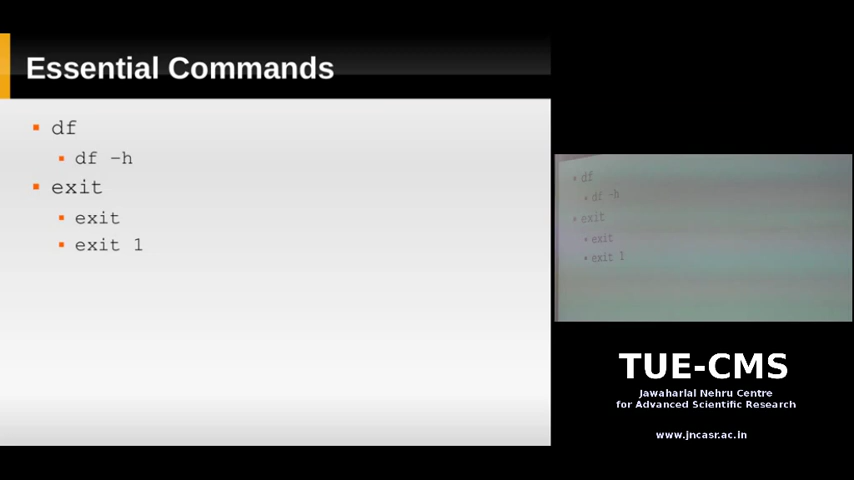 Essential Commands
df
df -h
exit
exit
exit 1
df
df -h
exit
exit
exit 1
TUE-CMS
Jawaharlal Nehru Centre
for Advanced Scientific Research
www.jncasr.ac.in